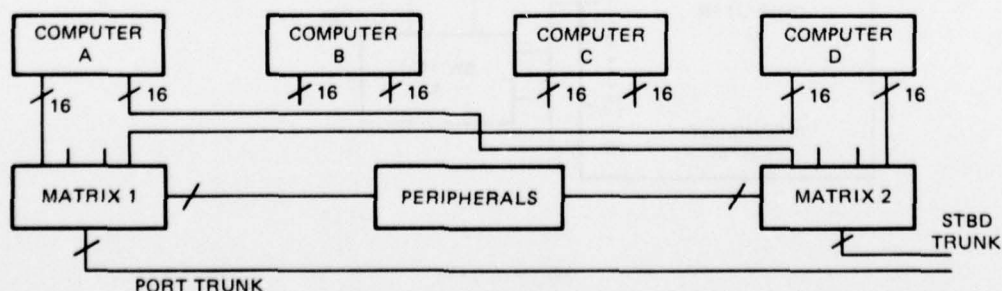 COMPUTER
A
COMPUTER
B
COMPUTER
C
COMPUTER
D
16
16
16
16
16
16
16
16
MATRIX 1
PERIPHERALS
MATRIX 2
STBD
TRUNK
PORT TRUNK